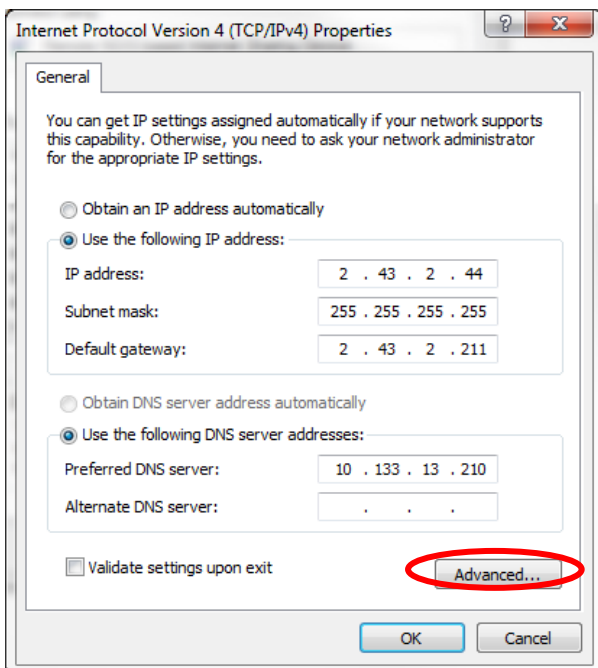 Internet Protocol Version 4 (TCP/IPv4) Properties
General
You can get IP settings assigned automatically if your network supports
this capability. Otherwise, you need to ask your network administrator
for the appropriate IP settings.
Obtain an IP address automatically
Use the following IP address:
IP address: 2 . 43 . 2 . 44
Subnet mask: 255 . 255 . 255 . 255
Default gateway: 2 . 43 . 2 . 211
Obtain DNS server address automatically
Use the following DNS server addresses:
Preferred DNS server: 10 . 133 . 13 . 210
Alternate DNS server: . . .
Validate settings upon exit
Advanced...
OK Cancel